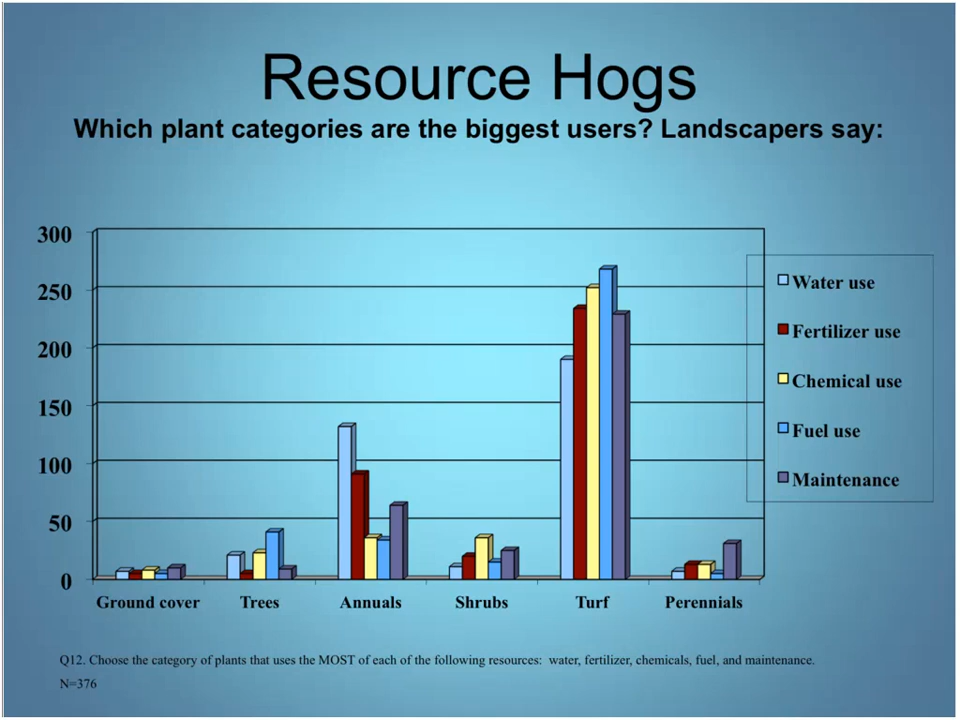 Resource Hogs
Which plant categories are the biggest users? Landscapers say:
300
250
200
150
100
50
0
Ground cover
Trees
Annuals
Shrubs
Turf
Perennials
Water use
Fertilizer use
Chemical use
Fuel use
Maintenance
Q12. Choose the category of plants that uses the MOST of each of the following resources: water, fertilizer, chemicals, fuel, and maintenance.
N=376